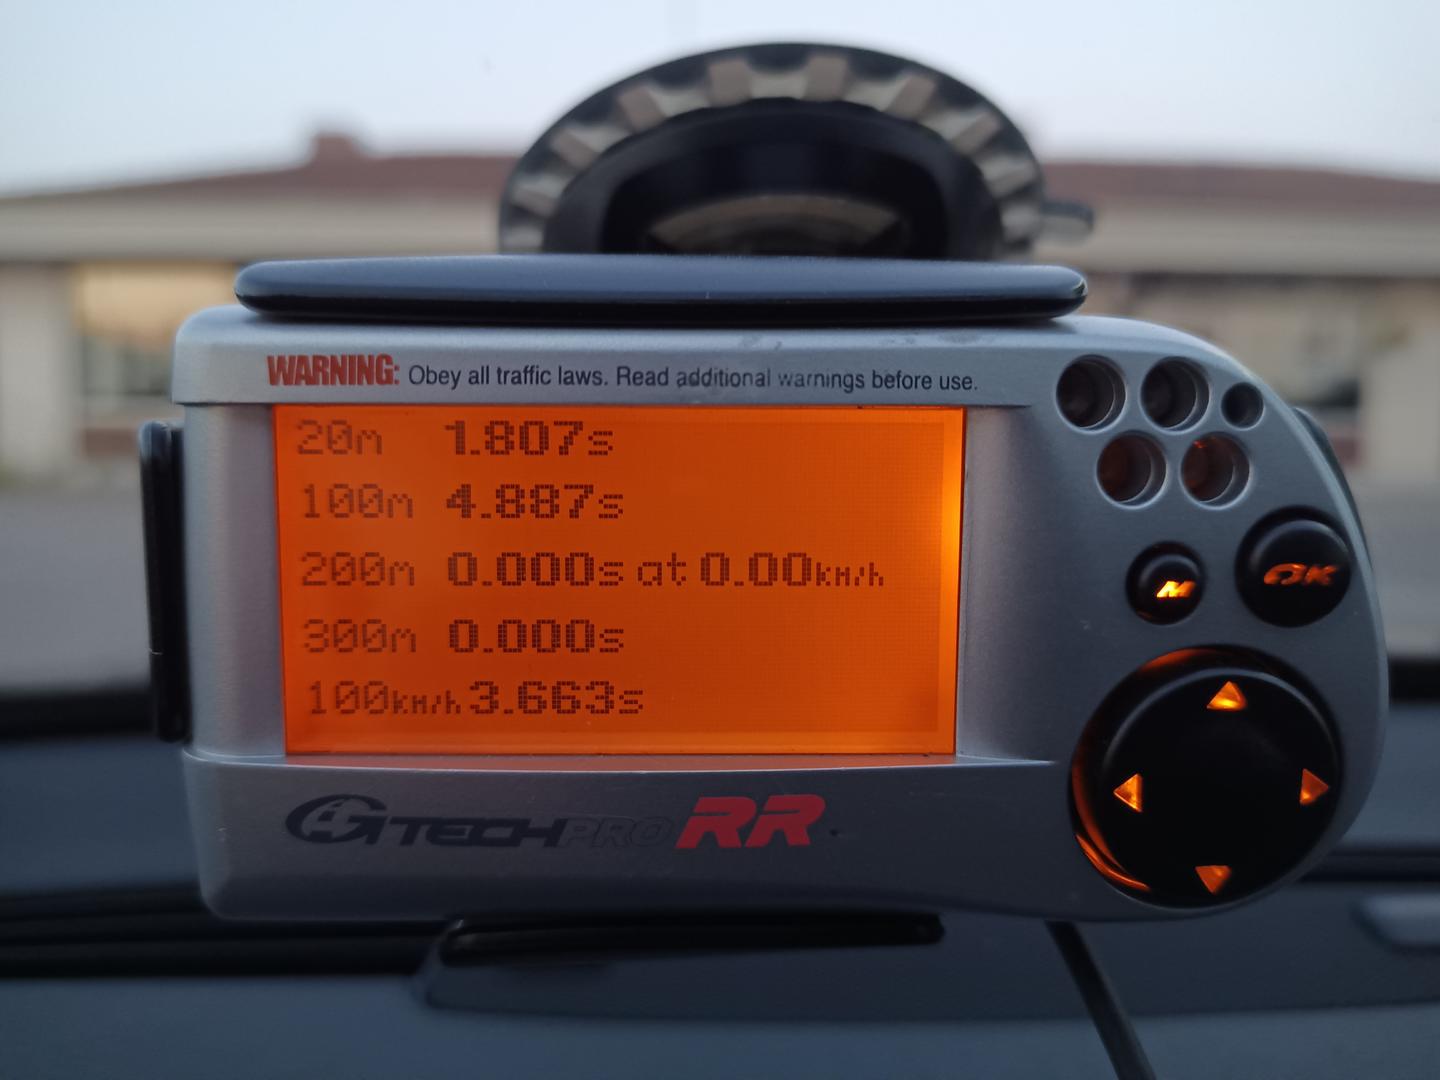 WARNING: Obey all traffic laws. Read additional warnings before use.
20m 1.807s
100m 4.887s
200m 0.000s at 0.00km/h
300m 0.000s
100km/h 3.663s
M
OK
GTECHPRO RR